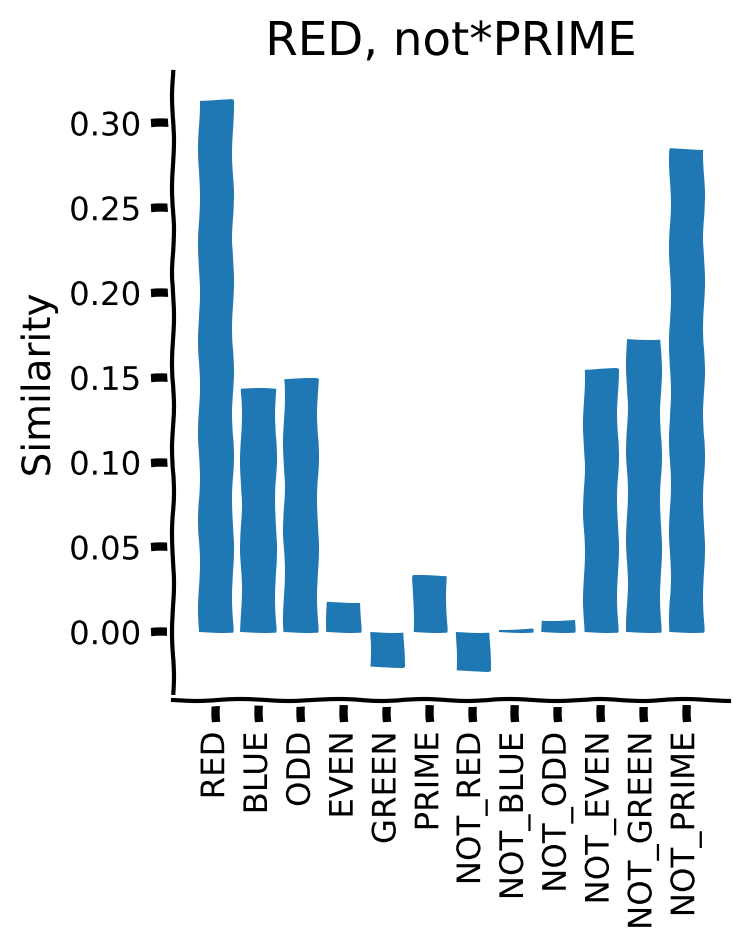 RED, not*PRIME
Similarity
0.30
0.25
0.20
0.15
0.10
0.05
0.00
RED
BLUE
ODD
EVEN
GREEN
PRIME
NOT_RED
NOT_BLUE
NOT_ODD
NOT_EVEN
NOT_GREEN
NOT_PRIME